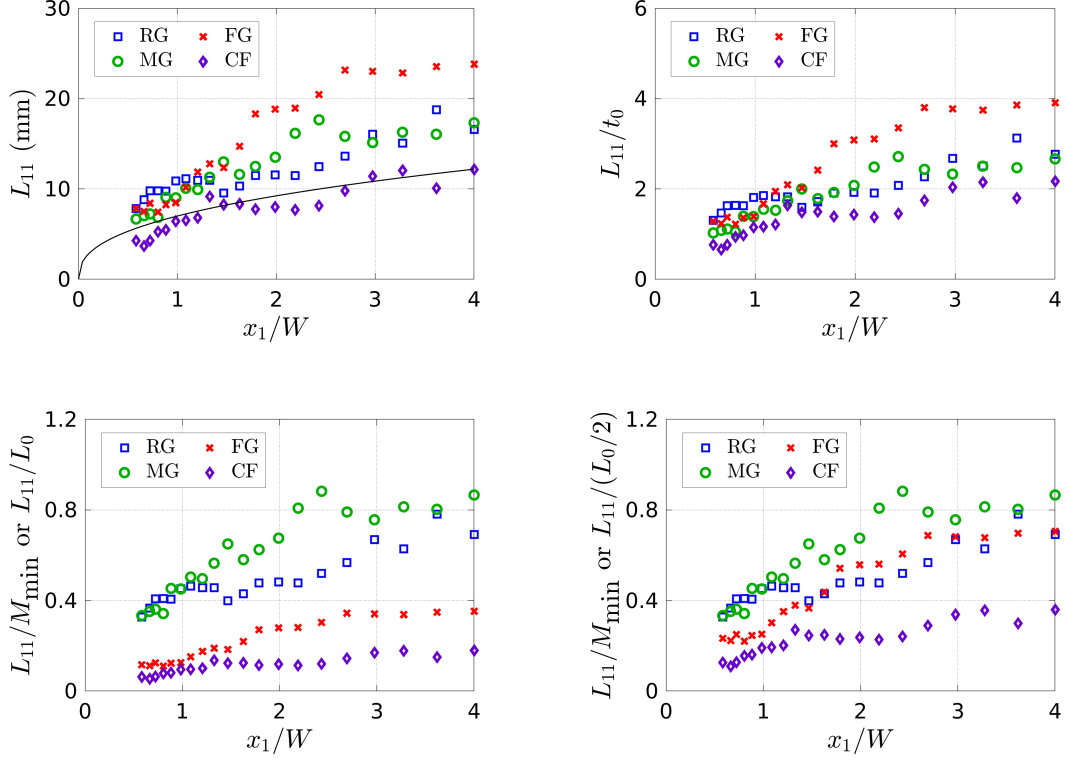 30
20
10
0
L₁₁ (mm)
RG FG
MG CF
0 1 2 3 4
x₁/W
6
4
2
0
L₁₁/t₀
RG FG
MG CF
0 1 2 3 4
x₁/W
1.2
0.8
0.4
0
L₁₁/M_min or L₁₁/L₀
RG FG
MG CF
0 1 2 3 4
x₁/W
1.2
0.8
0.4
0
L₁₁/M_min or L₁₁/(L₀/2)
RG FG
MG CF
0 1 2 3 4
x₁/W